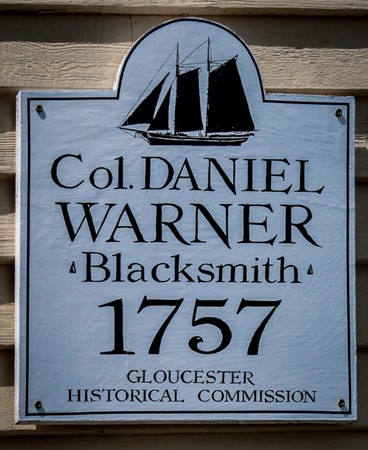 Col. DANIEL
WARNER
Blacksmith
1757
GLOUCESTER
HISTORICAL COMMISSION